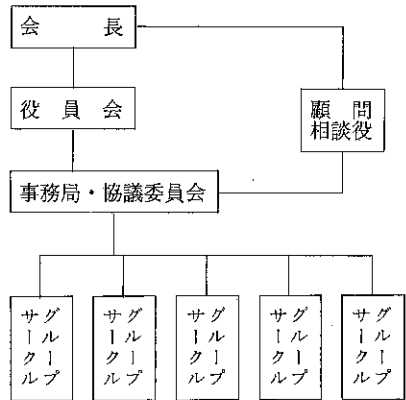 会長
役員会
顧問
相談役
事務局・協議委員会
グループ
サークル
グループ
サークル
グループ
サークル
グループ
サークル
グループ
サークル